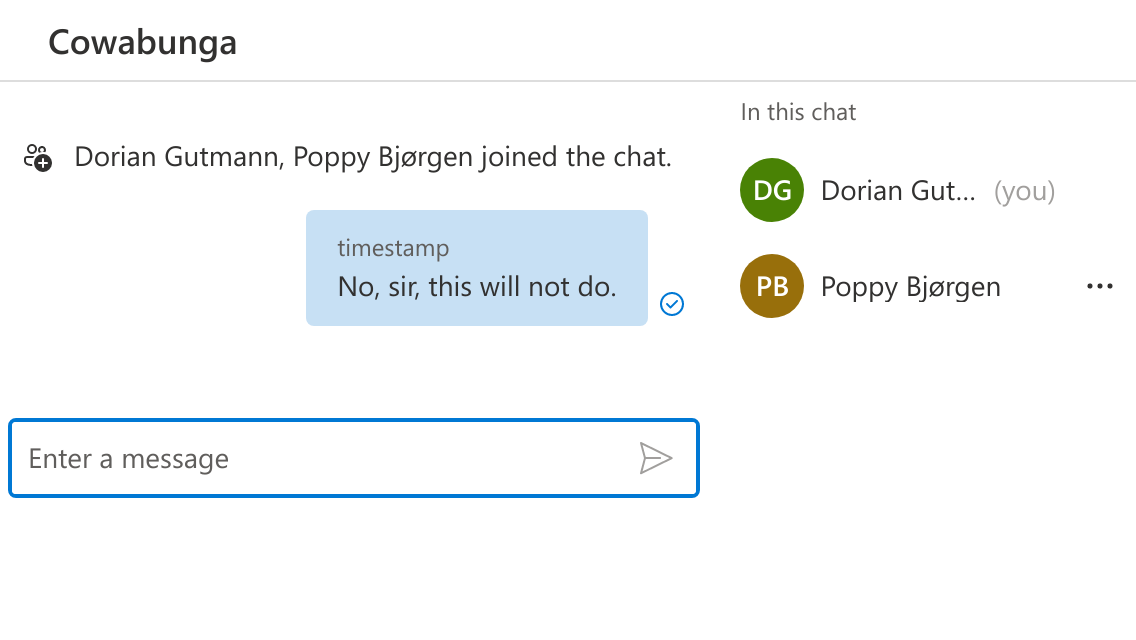 Cowabunga
In this chat
Dorian Gutmann, Poppy Bjørgen joined the chat.
DG Dorian Gut... (you)
timestamp
No, sir, this will not do.
PB Poppy Bjørgen
Enter a message